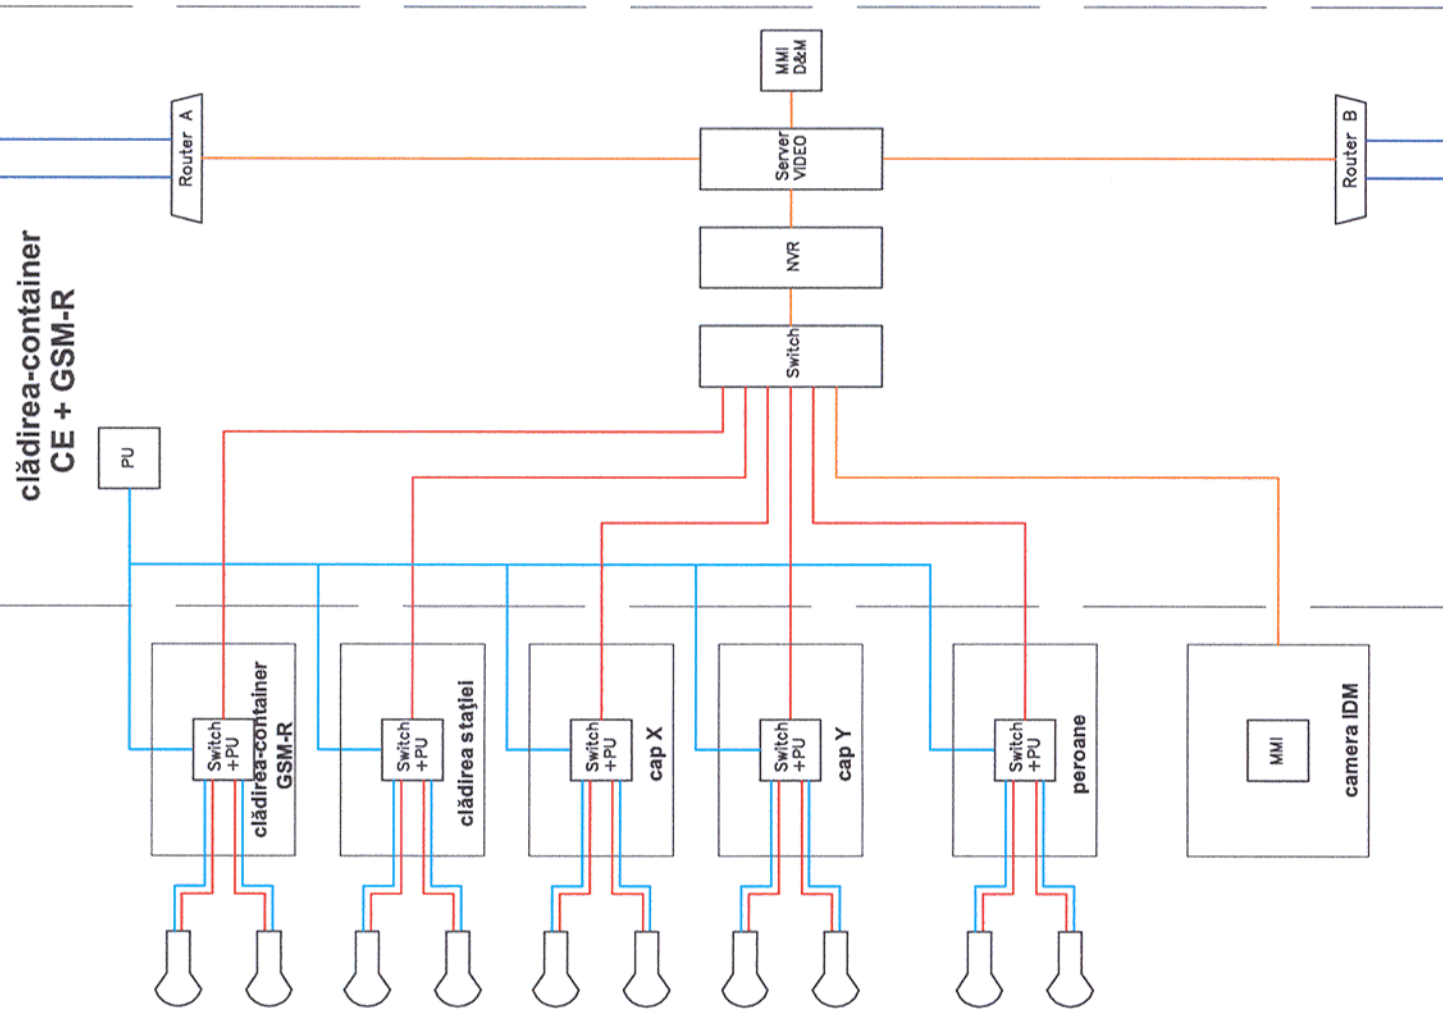 clădirea-container
CE + GSM-R
MMI
D&M
Router A
Server
VIDEO
Router B
NVR
Switch
PU
Switch
+PU
clădirea-container
GSM-R
Switch
+PU
clădirea staţiei
Switch
+PU
cap X
Switch
+PU
cap Y
Switch
+PU
peroane
MMI
camera IDM